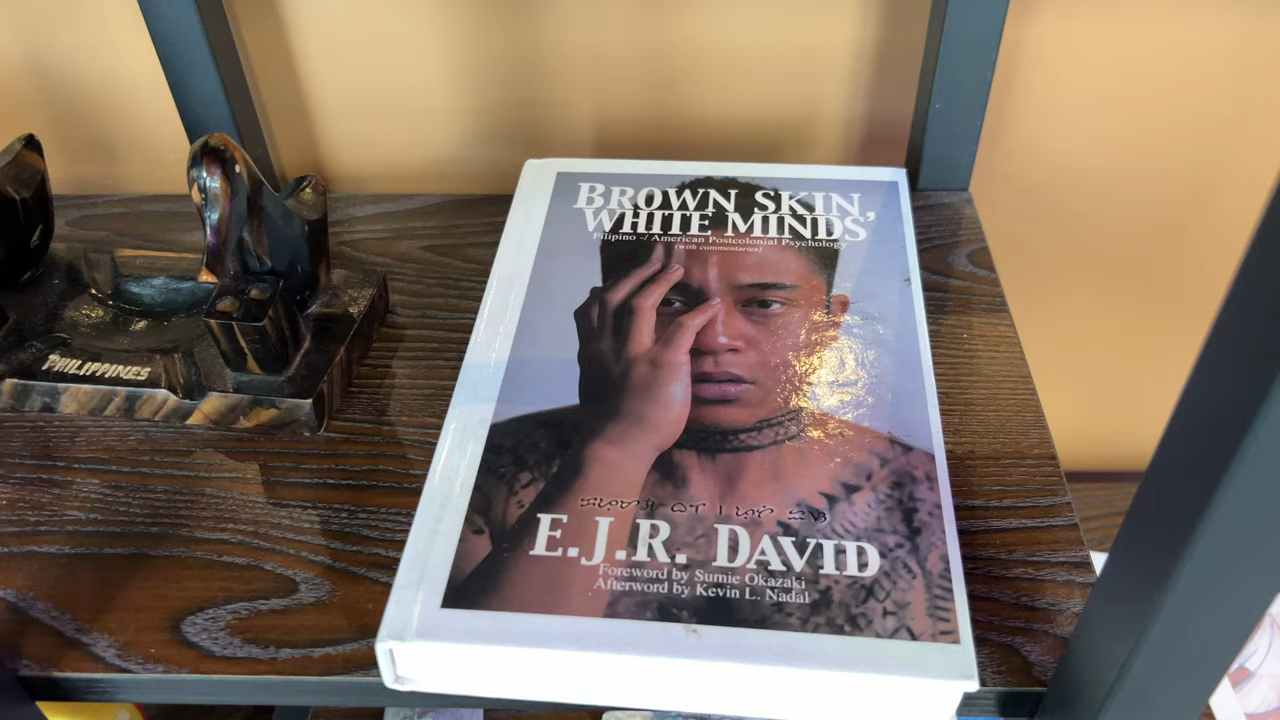 PHILIPPINES
BROWN SKIN,
WHITE MINDS
Filipino -/ American Postcolonial Psychology
(with commentaries)
E.J.R. DAVID
Foreword by Sumie Okazaki
Afterword by Kevin L. Nadal